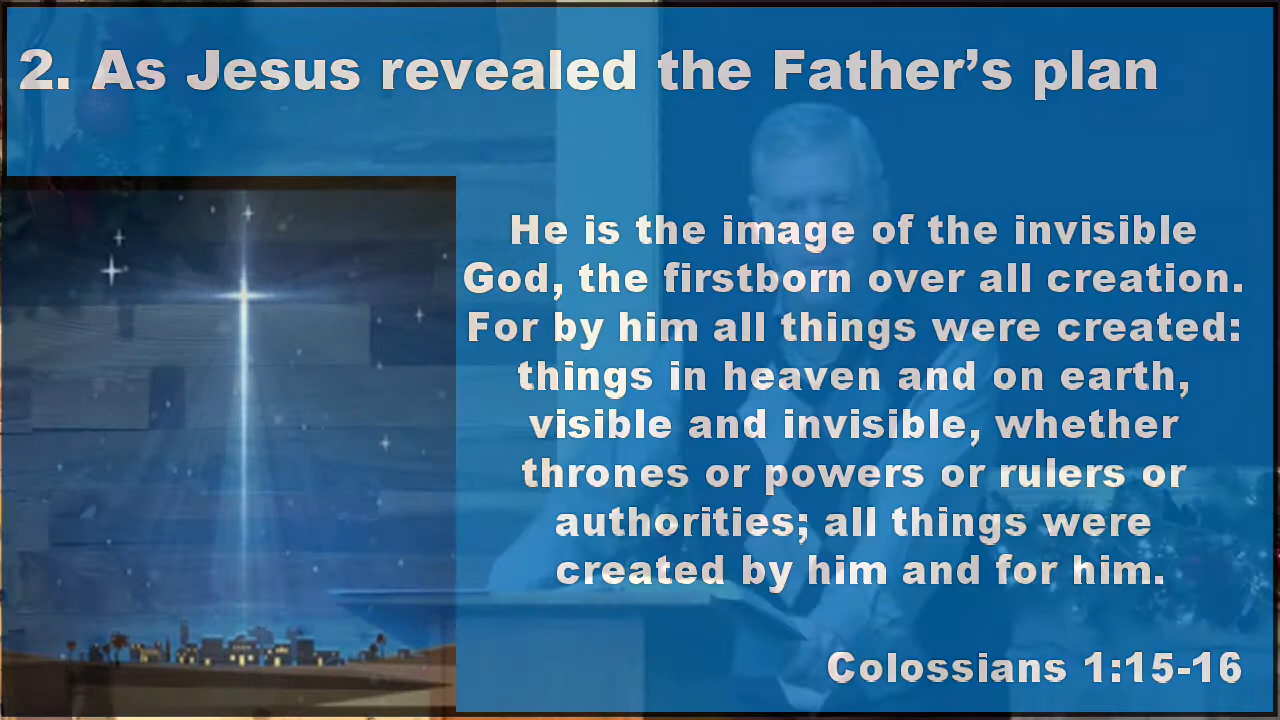 2. As Jesus revealed the Father’s plan
He is the image of the invisible
God, the firstborn over all creation.
For by him all things were created:
things in heaven and on earth,
visible and invisible, whether
thrones or powers or rulers or
authorities; all things were
created by him and for him.
Colossians 1:15-16